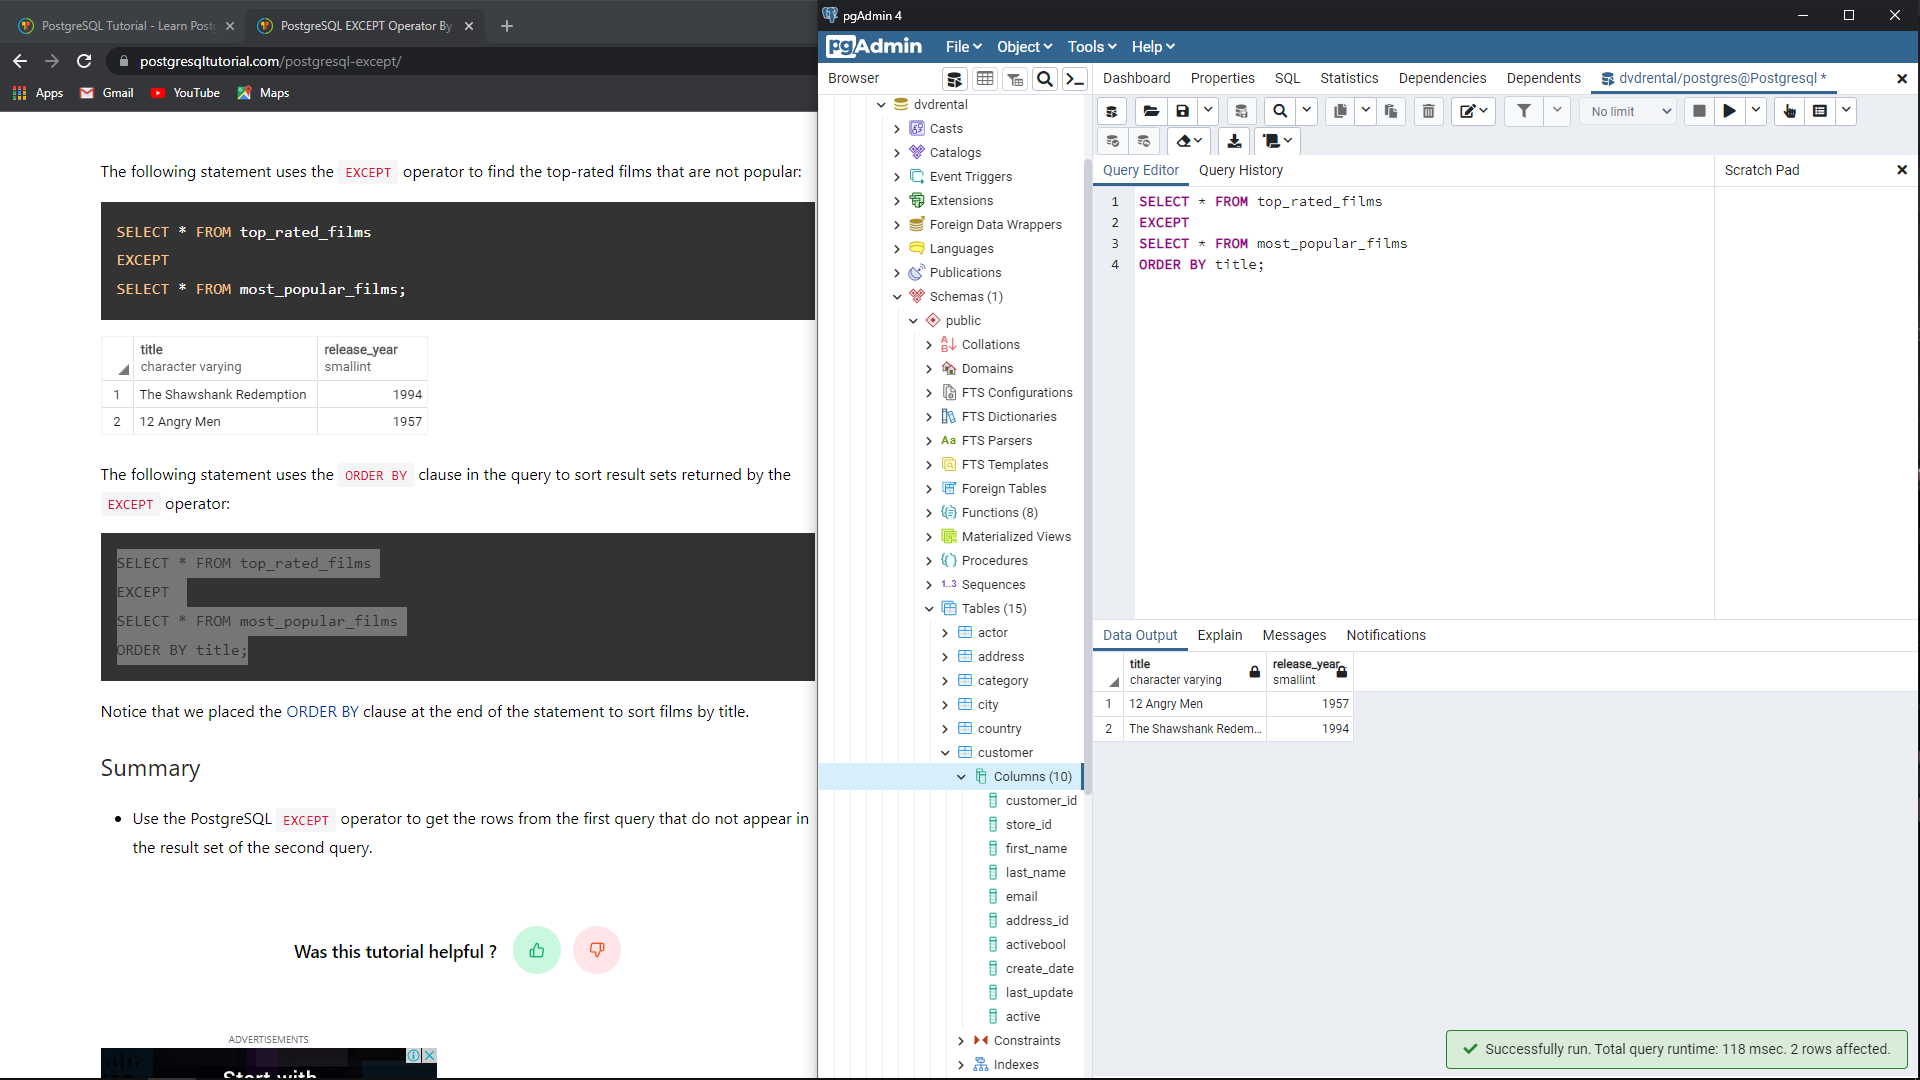 PostgreSQL Tutorial - Learn Post
PostgreSQL EXCEPT Operator By
postgresqltutorial.com/postgresql-except/
Apps
Gmail
YouTube
Maps
The following statement uses the EXCEPT operator to find the top-rated films that are not popular:
SELECT * FROM top_rated_films
EXCEPT
SELECT * FROM most_popular_films;
title release_year
character varying smallint
1 The Shawshank Redemption 1994
2 12 Angry Men 1957
The following statement uses the ORDER BY clause in the query to sort result sets returned by the
EXCEPT operator:
SELECT * FROM top_rated_films
EXCEPT
SELECT * FROM most_popular_films
ORDER BY title;
Notice that we placed the ORDER BY clause at the end of the statement to sort films by title.
Summary
Use the PostgreSQL EXCEPT operator to get the rows from the first query that do not appear in
the result set of the second query.
Was this tutorial helpful ?
ADVERTISEMENTS
Start with
pgAdmin 4
pgAdmin File Object Tools Help
Browser
dvdrental
Casts
Catalogs
Event Triggers
Extensions
Foreign Data Wrappers
Languages
Publications
Schemas (1)
public
Collations
Domains
FTS Configurations
FTS Dictionaries
Aa FTS Parsers
FTS Templates
Foreign Tables
Functions (8)
Materialized Views
Procedures
1..3 Sequences
Tables (15)
actor
address
category
city
country
customer
Columns (10)
customer_id
store_id
first_name
last_name
email
address_id
activebool
create_date
last_update
active
Constraints
Indexes
Dashboard Properties SQL Statistics Dependencies Dependents dvdrental/postgres@Postgresql *
No limit
Query Editor Query History
Scratch Pad
1 SELECT * FROM top_rated_films
2 EXCEPT
3 SELECT * FROM most_popular_films
4 ORDER BY title;
Data Output Explain Messages Notifications
title release_year
character varying smallint
1 12 Angry Men 1957
2 The Shawshank Redem... 1994
Successfully run. Total query runtime: 118 msec. 2 rows affected.